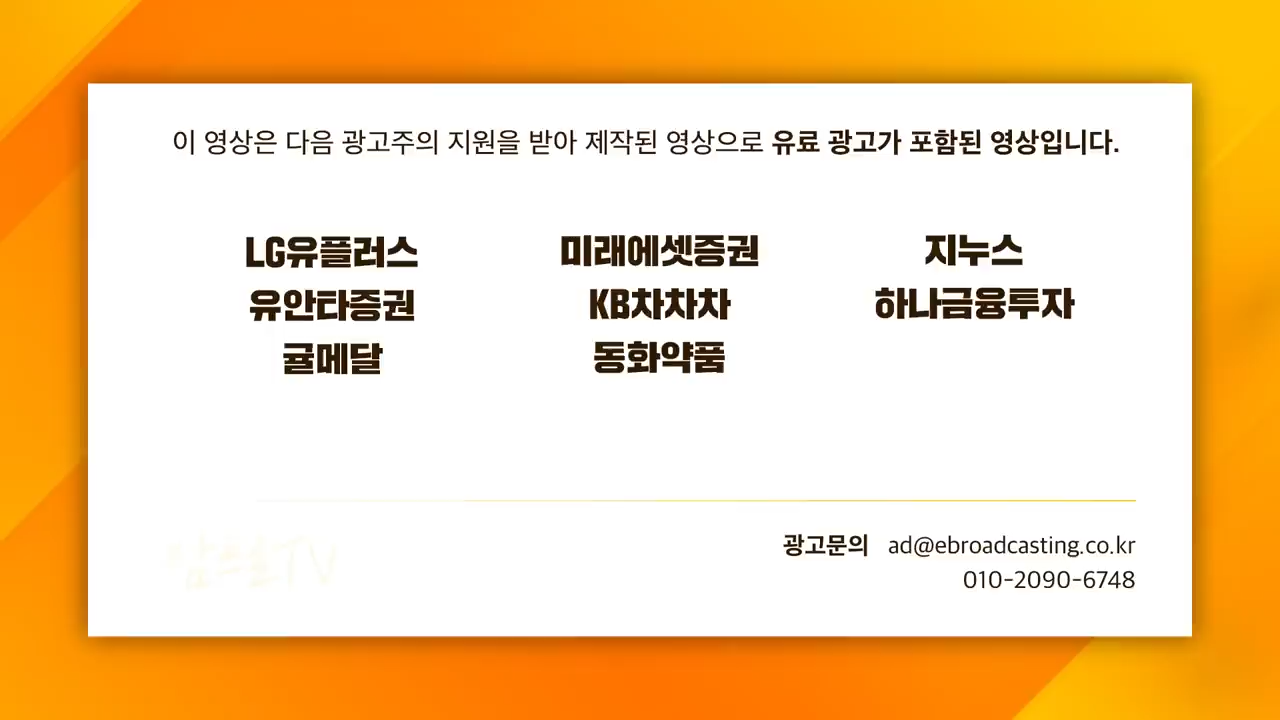 이 영상은 다음 광고주의 지원을 받아 제작된 영상으로 유료 광고가 포함된 영상입니다.
LG유플러스 미래에셋증권 지누스
유안타증권 KB차차차 하나금융투자
귤메달 동화약품
광고문의 ad@ebroadcasting.co.kr
010-2090-6748